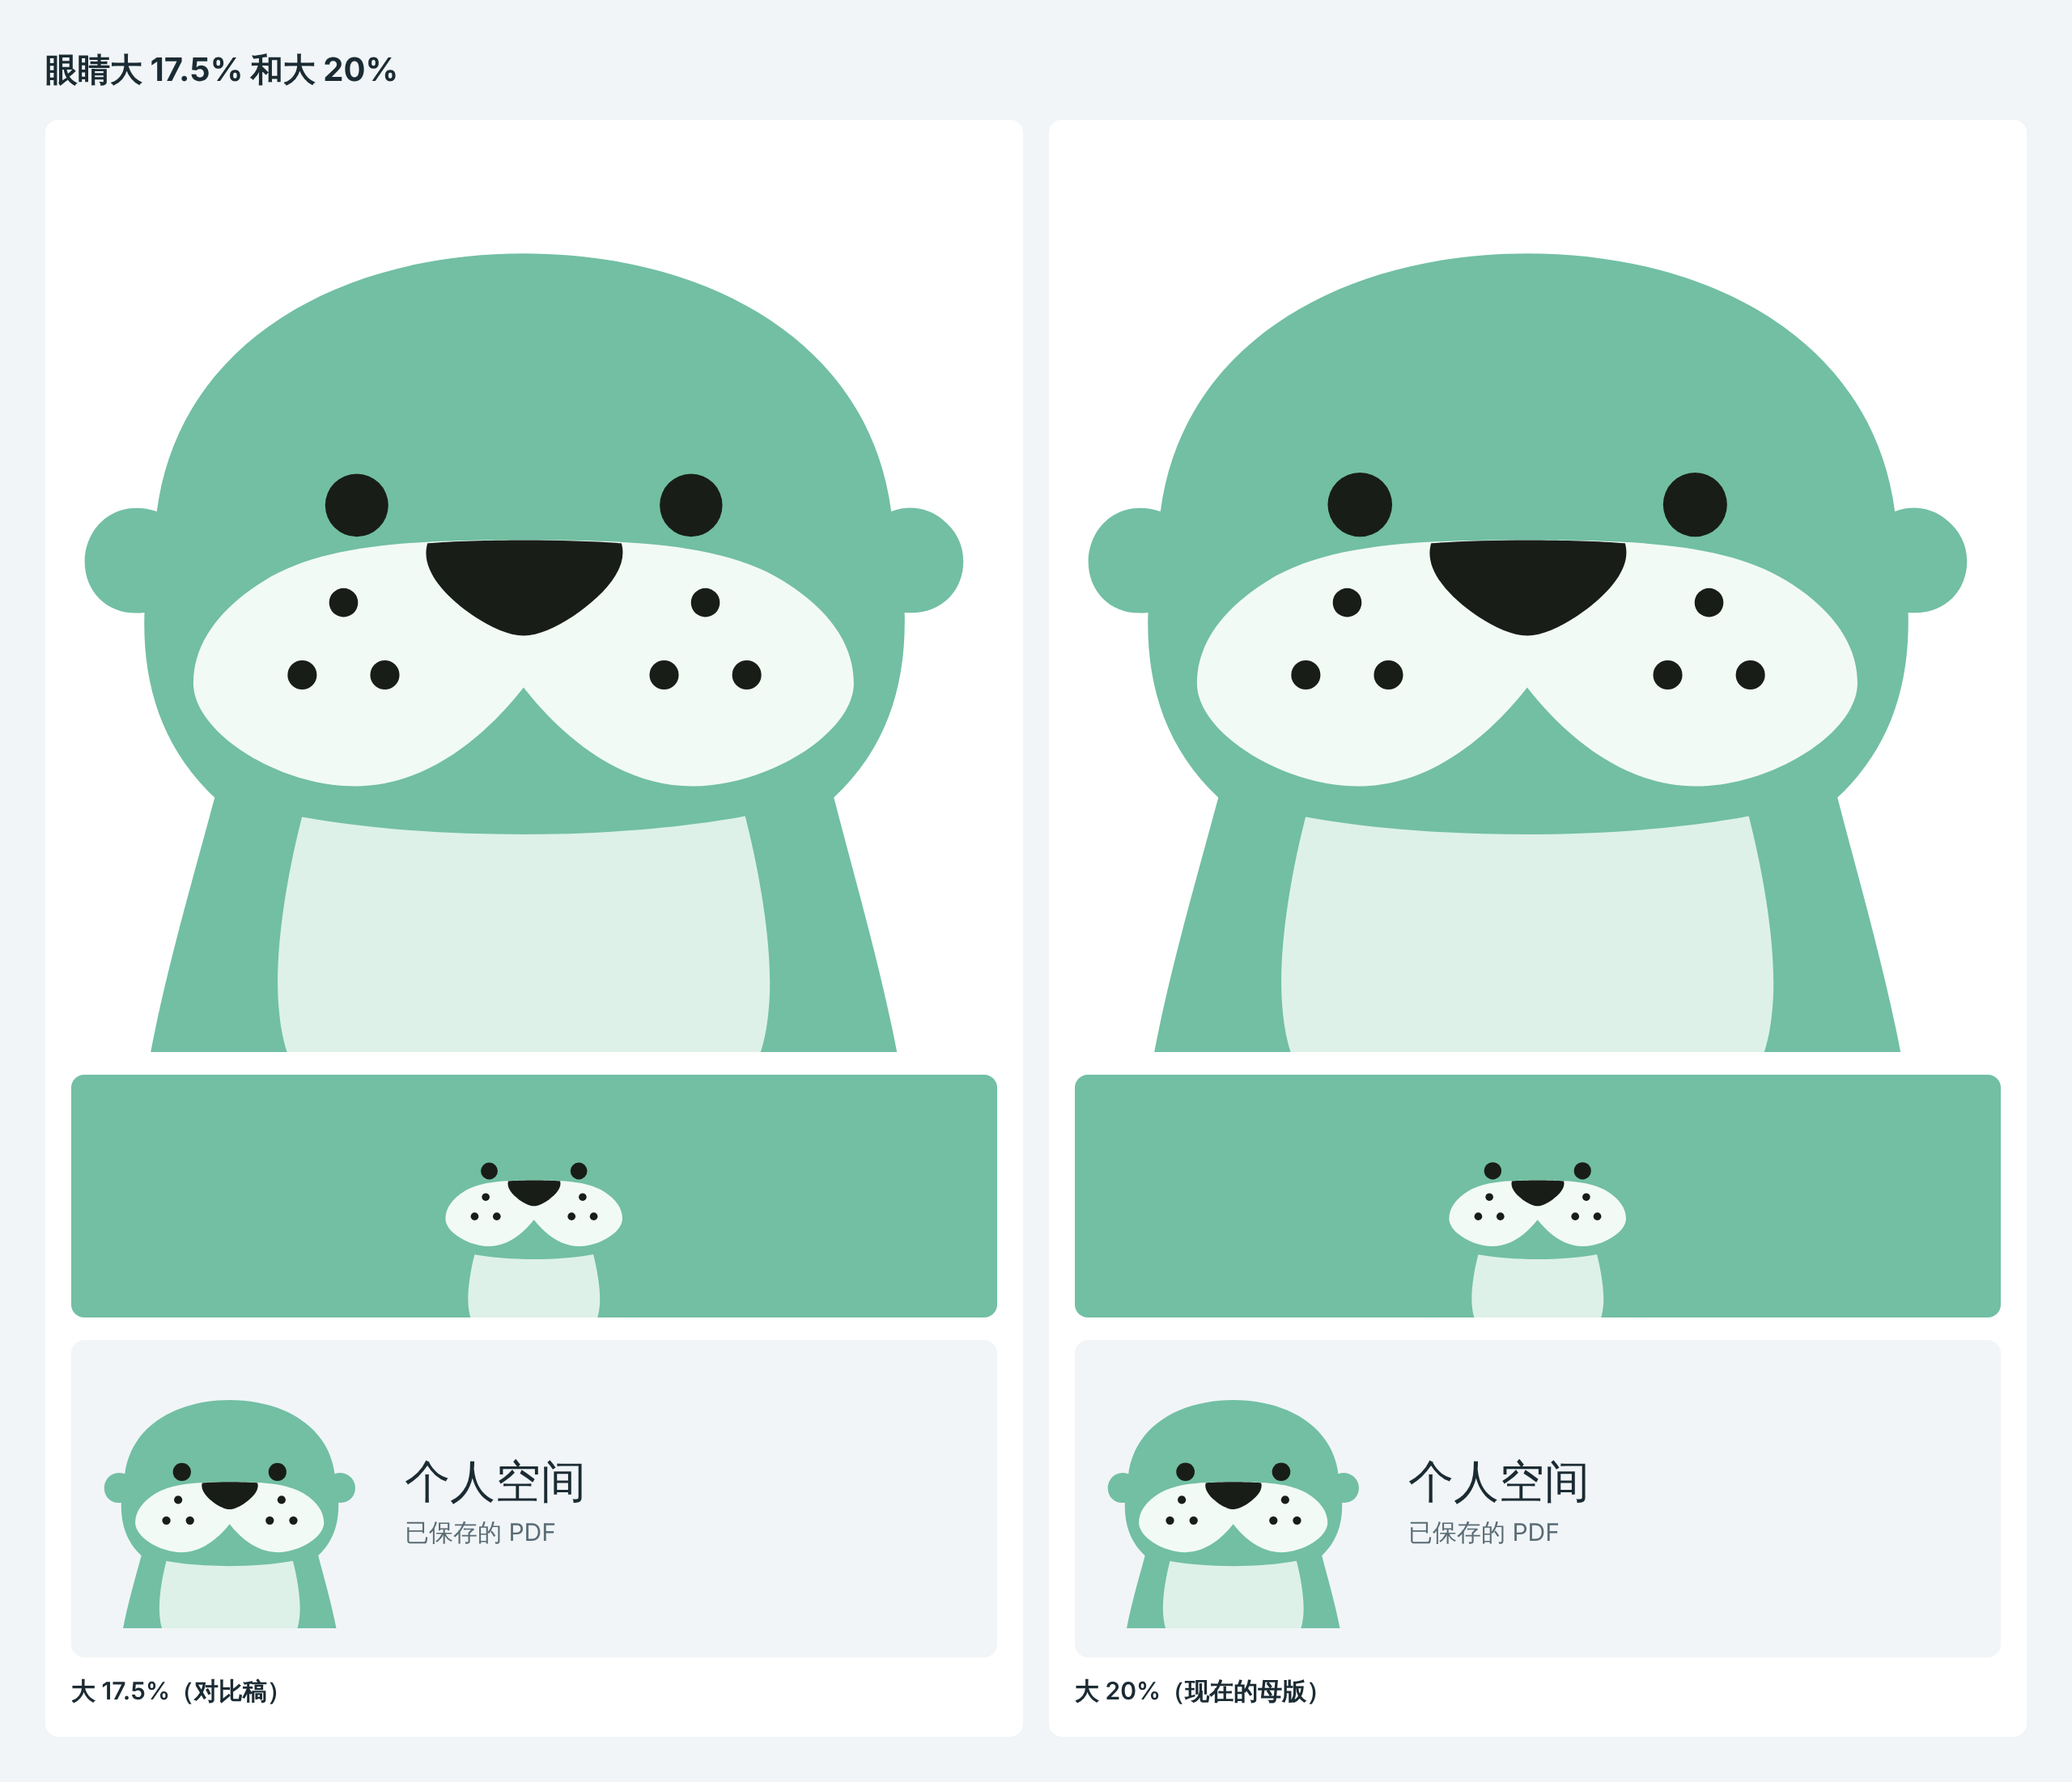 眼睛大 17.5% 和大 20%
个人空间
已保存的 PDF
大 17.5%（对比稿）
个人空间
已保存的 PDF
大 20%（现在的母版）